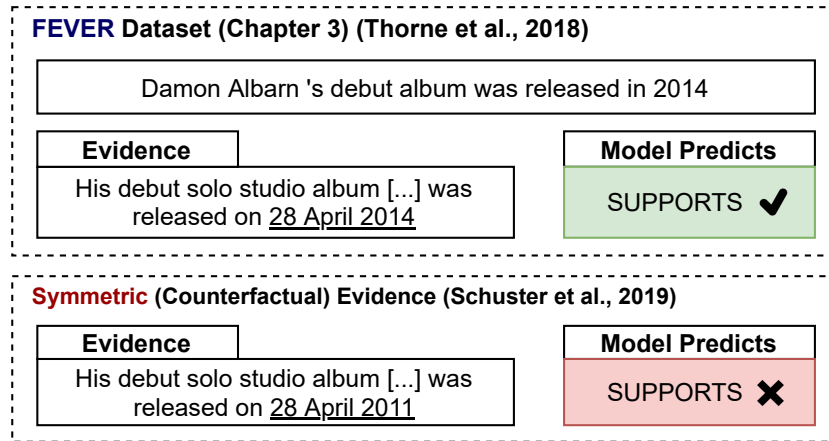 FEVER Dataset (Chapter 3) (Thorne et al., 2018)
Damon Albarn 's debut album was released in 2014
Evidence
His debut solo studio album [...] was
released on 28 April 2014
Model Predicts
SUPPORTS ✔
Symmetric (Counterfactual) Evidence (Schuster et al., 2019)
Evidence
His debut solo studio album [...] was
released on 28 April 2011
Model Predicts
SUPPORTS ✖